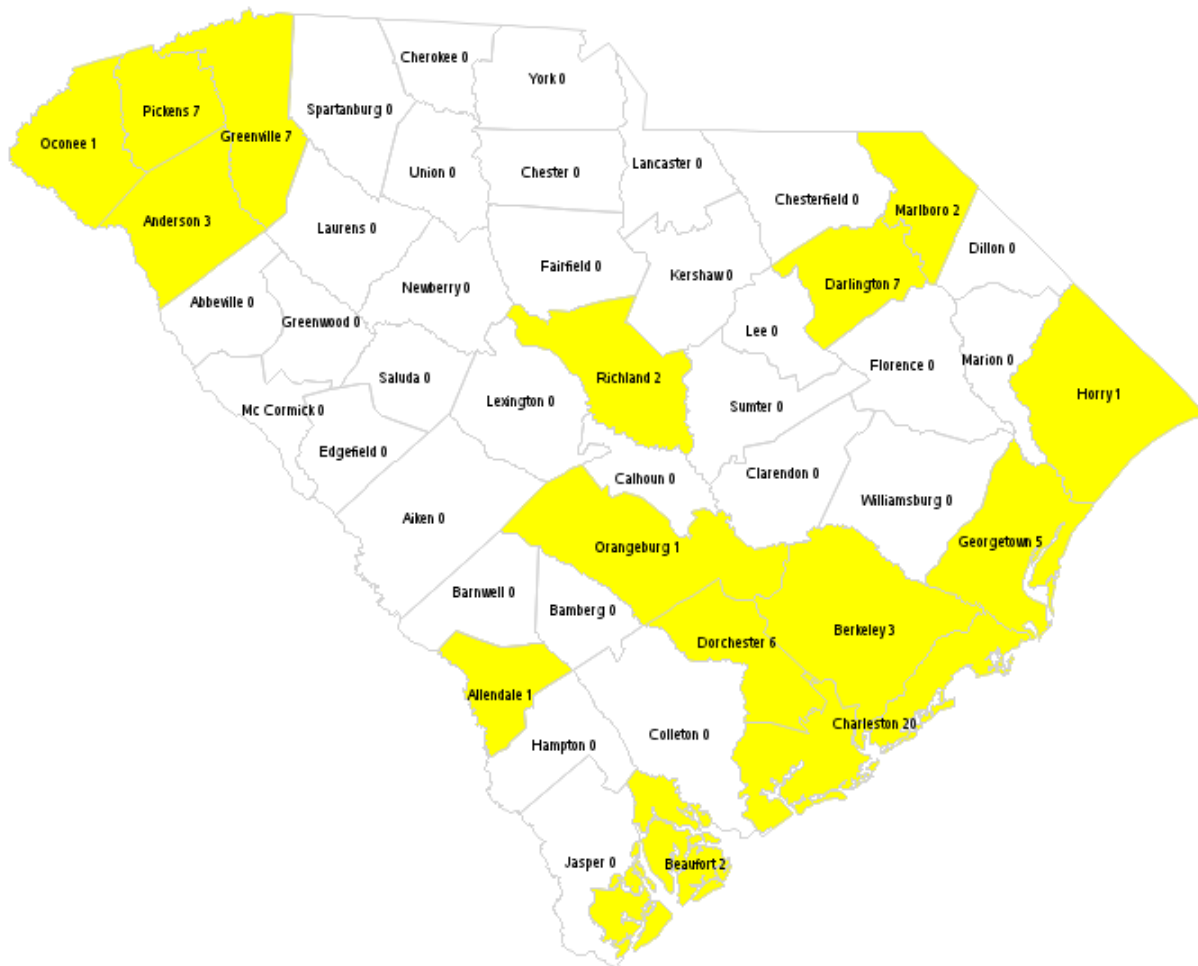 Cherokee 0
York 0
Pickens 7
Spartanburg 0
Greenville 7
Oconee 1
Union 0
Chester 0
Lancaster 0
Chesterfield 0
Marlboro 2
Anderson 3
Laurens 0
Dillon 0
Fairfield 0
Kershaw 0
Darlington 7
Newberry 0
Abbeville 0
Greenwood 0
Lee 0
Marion 0
Florence 0
Saluda 0
Richland 2
Horry 1
Lexington 0
Sumter 0
Mc Cormick 0
Edgefield 0
Calhoun 0
Clarendon 0
Williamsburg 0
Aiken 0
Orangeburg 1
Georgetown 5
Barnwell 0
Bamberg 0
Berkeley 3
Dorchester 6
Allendale 1
Charleston 20
Colleton 0
Hampton 0
Jasper 0
Beaufort 2